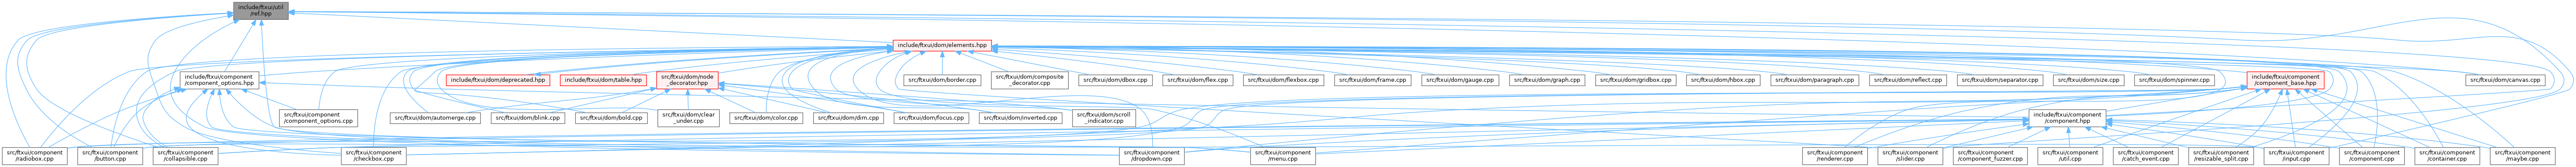 include/ftxui/util
/ref.hpp
include/ftxui/dom/elements.hpp
include/ftxui/component
/component_options.hpp
include/ftxui/dom/deprecated.hpp
include/ftxui/dom/table.hpp
src/ftxui/dom/node
_decorator.hpp
src/ftxui/dom/border.cpp
src/ftxui/dom/composite
_decorator.cpp
src/ftxui/dom/dbox.cpp
src/ftxui/dom/flex.cpp
src/ftxui/dom/flexbox.cpp
src/ftxui/dom/frame.cpp
src/ftxui/dom/gauge.cpp
src/ftxui/dom/graph.cpp
src/ftxui/dom/gridbox.cpp
src/ftxui/dom/hbox.cpp
src/ftxui/dom/paragraph.cpp
src/ftxui/dom/reflect.cpp
src/ftxui/dom/separator.cpp
src/ftxui/dom/size.cpp
src/ftxui/dom/spinner.cpp
include/ftxui/component
/component_base.hpp
src/ftxui/dom/canvas.cpp
src/ftxui/component
/component_options.cpp
src/ftxui/dom/automerge.cpp
src/ftxui/dom/blink.cpp
src/ftxui/dom/bold.cpp
src/ftxui/dom/clear
_under.cpp
src/ftxui/dom/color.cpp
src/ftxui/dom/dim.cpp
src/ftxui/dom/focus.cpp
src/ftxui/dom/inverted.cpp
src/ftxui/dom/scroll
_indicator.cpp
include/ftxui/component
/component.hpp
src/ftxui/component
/radiobox.cpp
src/ftxui/component
/button.cpp
src/ftxui/component
/collapsible.cpp
src/ftxui/component
/checkbox.cpp
src/ftxui/component
/dropdown.cpp
src/ftxui/component
/menu.cpp
src/ftxui/component
/renderer.cpp
src/ftxui/component
/slider.cpp
src/ftxui/component
/component_fuzzer.cpp
src/ftxui/component
/util.cpp
src/ftxui/component
/catch_event.cpp
src/ftxui/component
/resizable_split.cpp
src/ftxui/component
/input.cpp
src/ftxui/component
/component.cpp
src/ftxui/component
/container.cpp
src/ftxui/component
/maybe.cpp